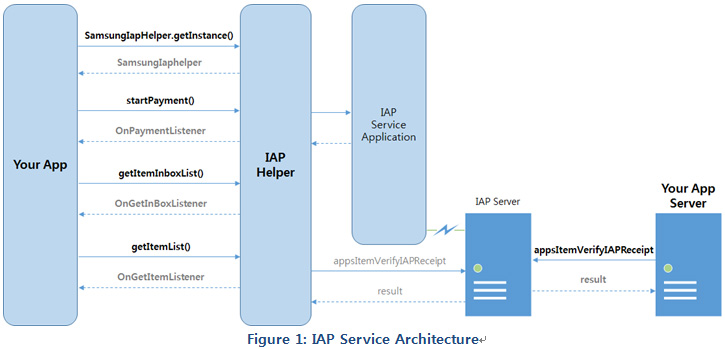 SamsungIapHelper.getInstance()
SamsungIaphelper
startPayment()
OnPaymentListener
getItemInboxList()
OnGetInBoxListener
getItemList()
OnGetItemListener
Your App
IAP
Helper
IAP
Service
Application
IAP Server
Your App
Server
appsItemVerifyIAPReceipt
result
appsItemVerifyIAPReceipt
result
Figure 1: IAP Service Architecture↵